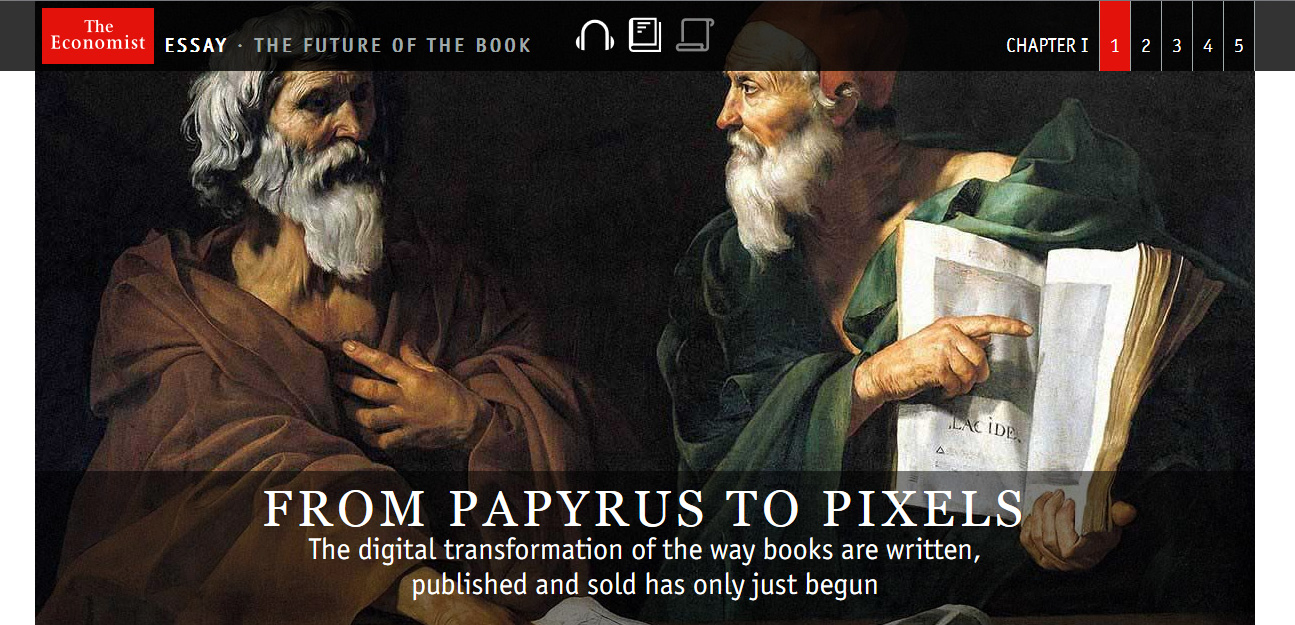 The
Economist
ESSAY · THE FUTURE OF THE BOOK
CHAPTER I 1 2 3 4 5
LACIDE
FROM PAPYRUS TO PIXELS
The digital transformation of the way books are written,
published and sold has only just begun